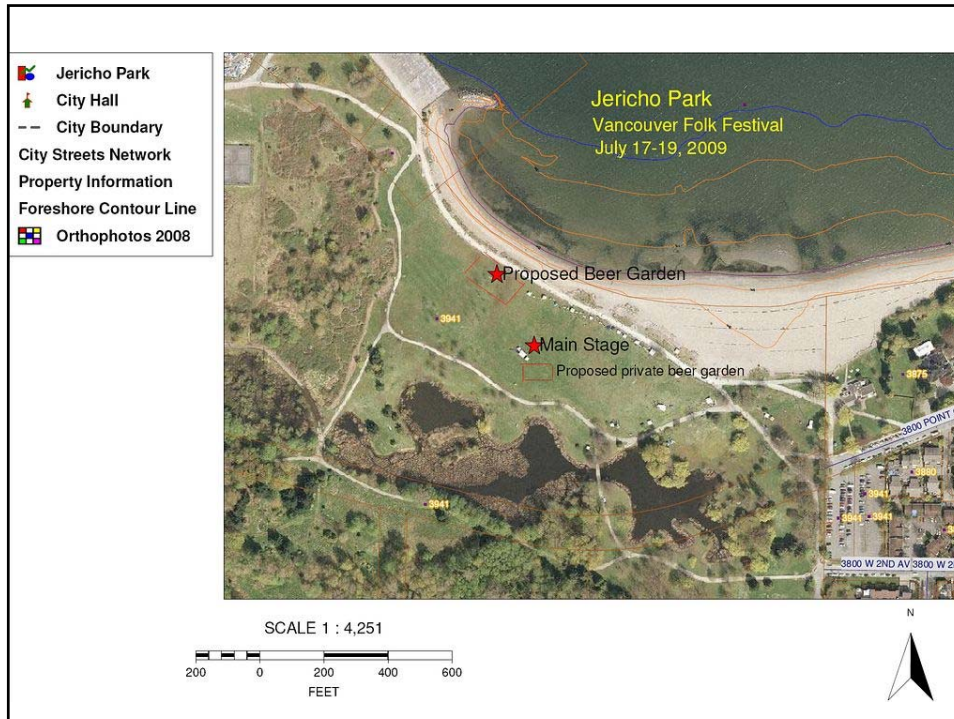 Jericho Park
City Hall
City Boundary
City Streets Network
Property Information
Foreshore Contour Line
Orthophotos 2008
Jericho Park
Vancouver Folk Festival
July 17-19, 2009
Proposed Beer Garden
3941
Main Stage
Proposed private beer garden
3875
3800 POINT
3880
3941
3941
3941 3941
3800 W 2ND AV 3800 W 2
SCALE 1 : 4,251
200 0 200 400 600
FEET
N